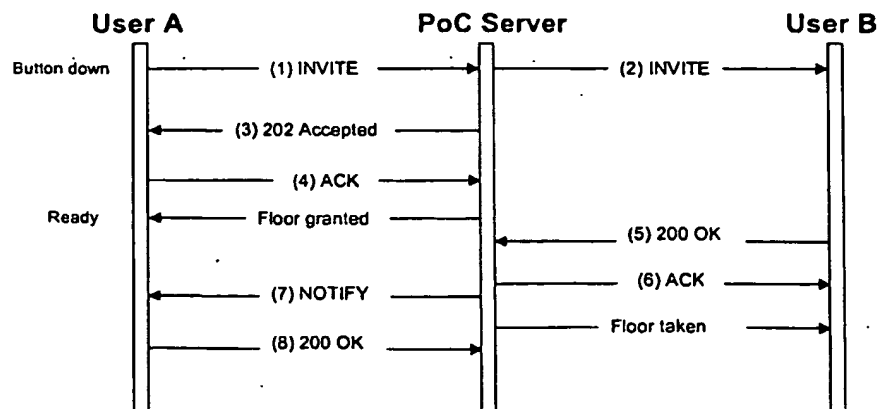 User A PoC Server User B
Button down (1) INVITE (2) INVITE
(3) 202 Accepted
(4) ACK
Ready Floor granted
(5) 200 OK
(6) ACK
(7) NOTIFY
Floor taken
(8) 200 OK